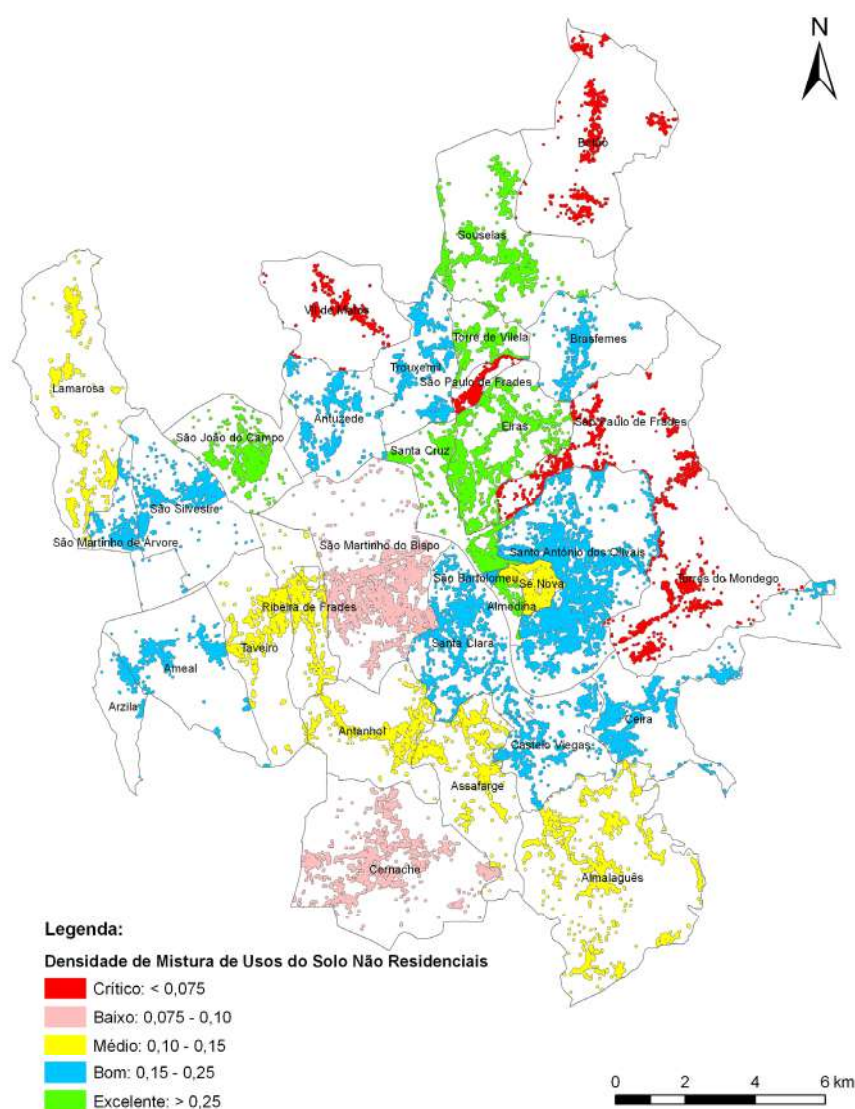 N
Botão
Souselas
Vil de Matos
Torre de Vilela
Brasfemes
Trouxemil
São Paulo de Frades
Lamarosa
Antuzede
São João do Campo
Eiras
São Paulo de Frades
Santa Cruz
São Silvestre
São Martinho de Árvore
São Martinho do Bispo
Santo António dos Olivais
São Bartolomeu
Sé Nova
Torres do Mondego
Almedina
Ribeira de Frades
Santa Clara
Taveiro
Ameal
Arzila
Ceira
Antanhol
Castelo Viegas
Assafarge
Cernache
Almalaguês
Legenda:
Densidade de Mistura de Usos do Solo Não Residenciais
Crítico: < 0,075
Baixo: 0,075 - 0,10
Médio: 0,10 - 0,15
Bom: 0,15 - 0,25
Excelente: > 0,25
0 2 4 6 km